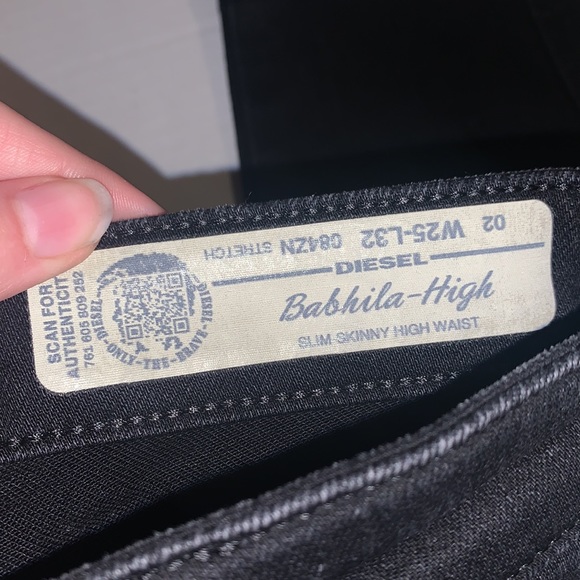 SCAN FOR
AUTHENTICITY
761 605 809 252
DIESEL
DIESEL
-ONLY-THE-BRAVE-
02 W25-L32 084ZN STRETCH
DIESEL
Babhila-High
SLIM SKINNY HIGH WAIST